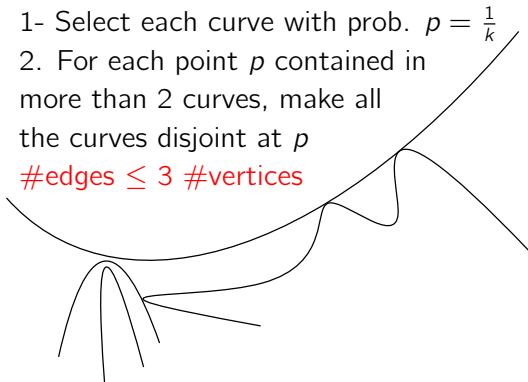 1- Select each curve with prob. $p = \frac{1}{k}$
2. For each point $p$ contained in
more than 2 curves, make all
the curves disjoint at $p$
#edges ≤ 3 #vertices